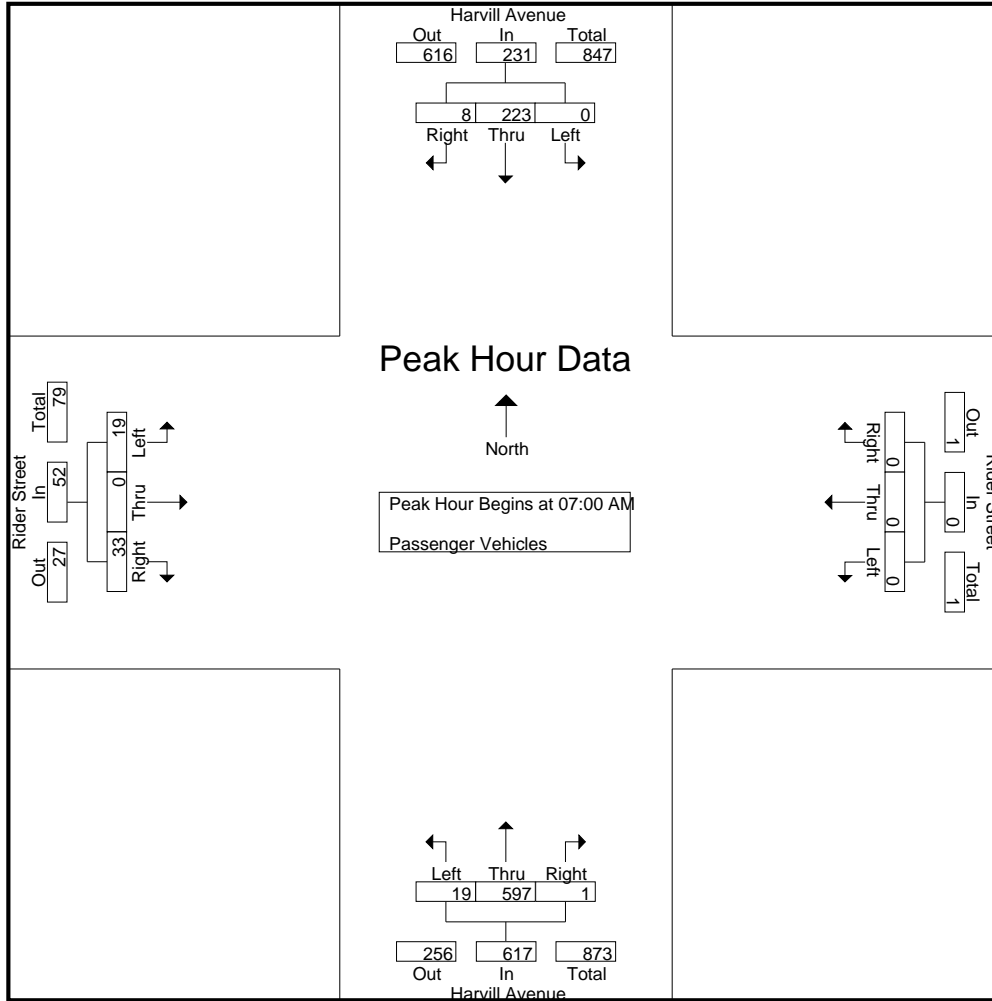 Harvill Avenue
Out In Total
616 231 847
8 223 0
Right Thru Left
Peak Hour Data
North
Peak Hour Begins at 07:00 AM
Passenger Vehicles
Rider Street
Total In Out
79 52 27
19 0 33
Left Thru Right
Right Thru Left
0 0 0
Out In Total
1 0 1
Rider Street
Left Thru Right
19 597 1
256 617 873
Out In Total
Harvill Avenue